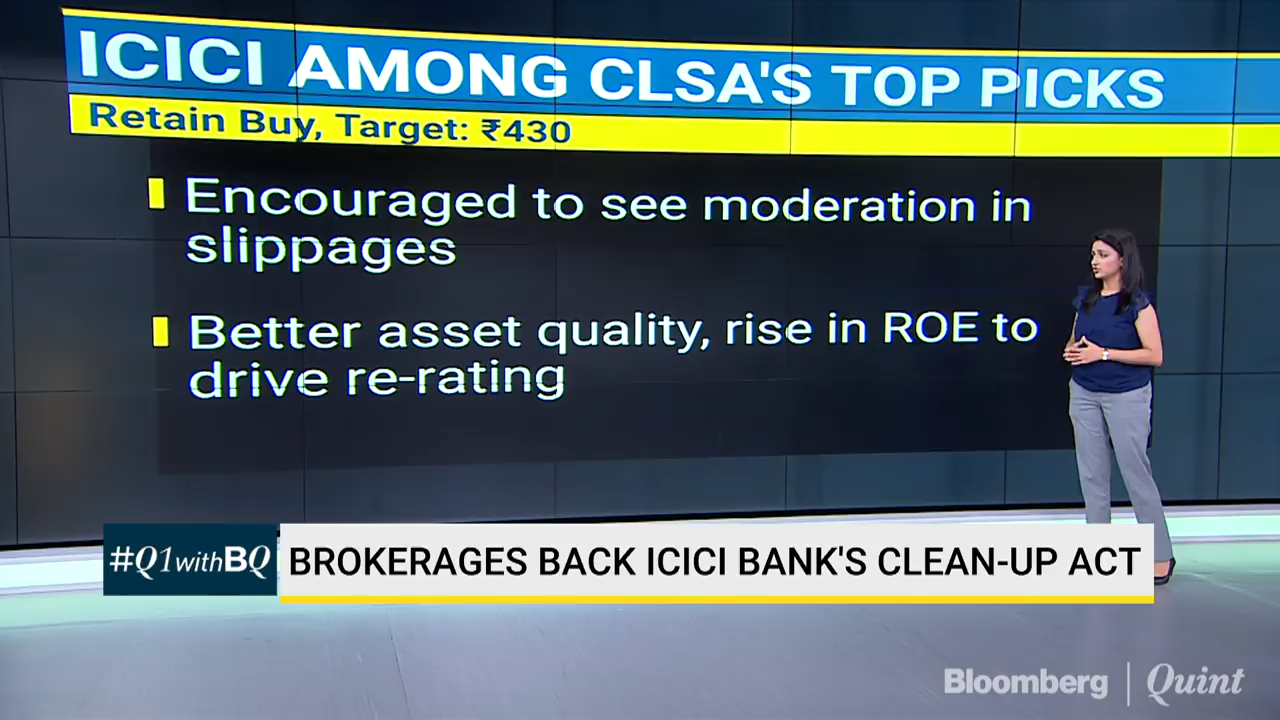 ICICI AMONG CLSA'S TOP PICKS
Retain Buy, Target: ₹430
Encouraged to see moderation in
slippages
Better asset quality, rise in ROE to
drive re-rating
#Q1withBQ
BROKERAGES BACK ICICI BANK'S CLEAN-UP ACT
Bloomberg | Quint